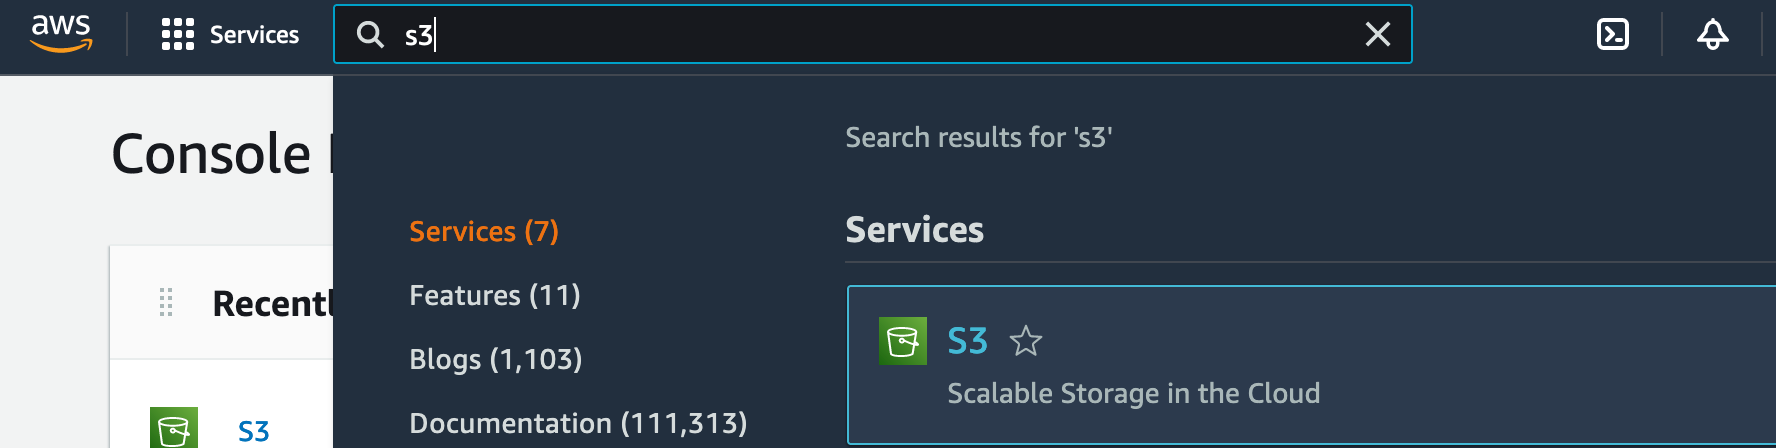 aws
Services
s3
Console
Search results for 's3'
Services (7)
Features (11)
Blogs (1,103)
Documentation (111,313)
Services
S3
Scalable Storage in the Cloud
S3